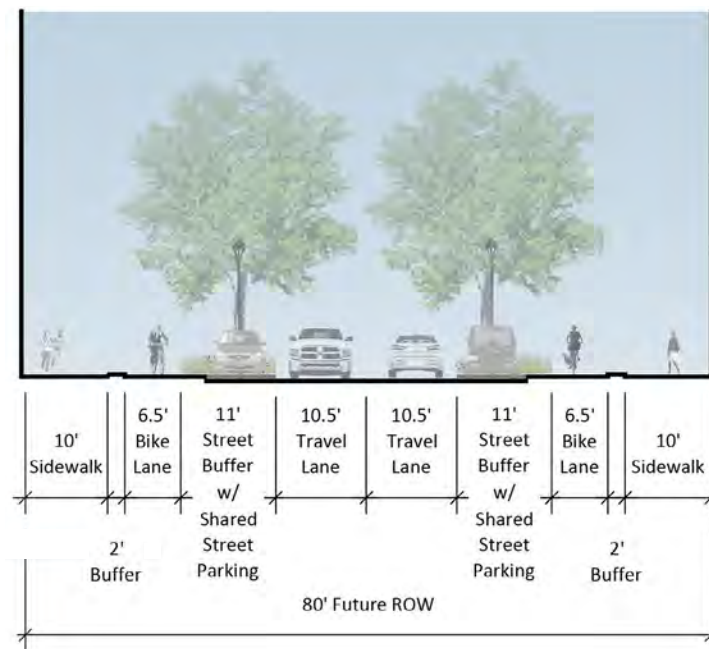 10'
Sidewalk
6.5'
Bike
Lane
11'
Street
Buffer
w/
Shared
Street
Parking
10.5'
Travel
Lane
10.5'
Travel
Lane
11'
Street
Buffer
w/
Shared
Street
Parking
6.5'
Bike
Lane
10'
Sidewalk
2'
Buffer
2'
Buffer
80' Future ROW